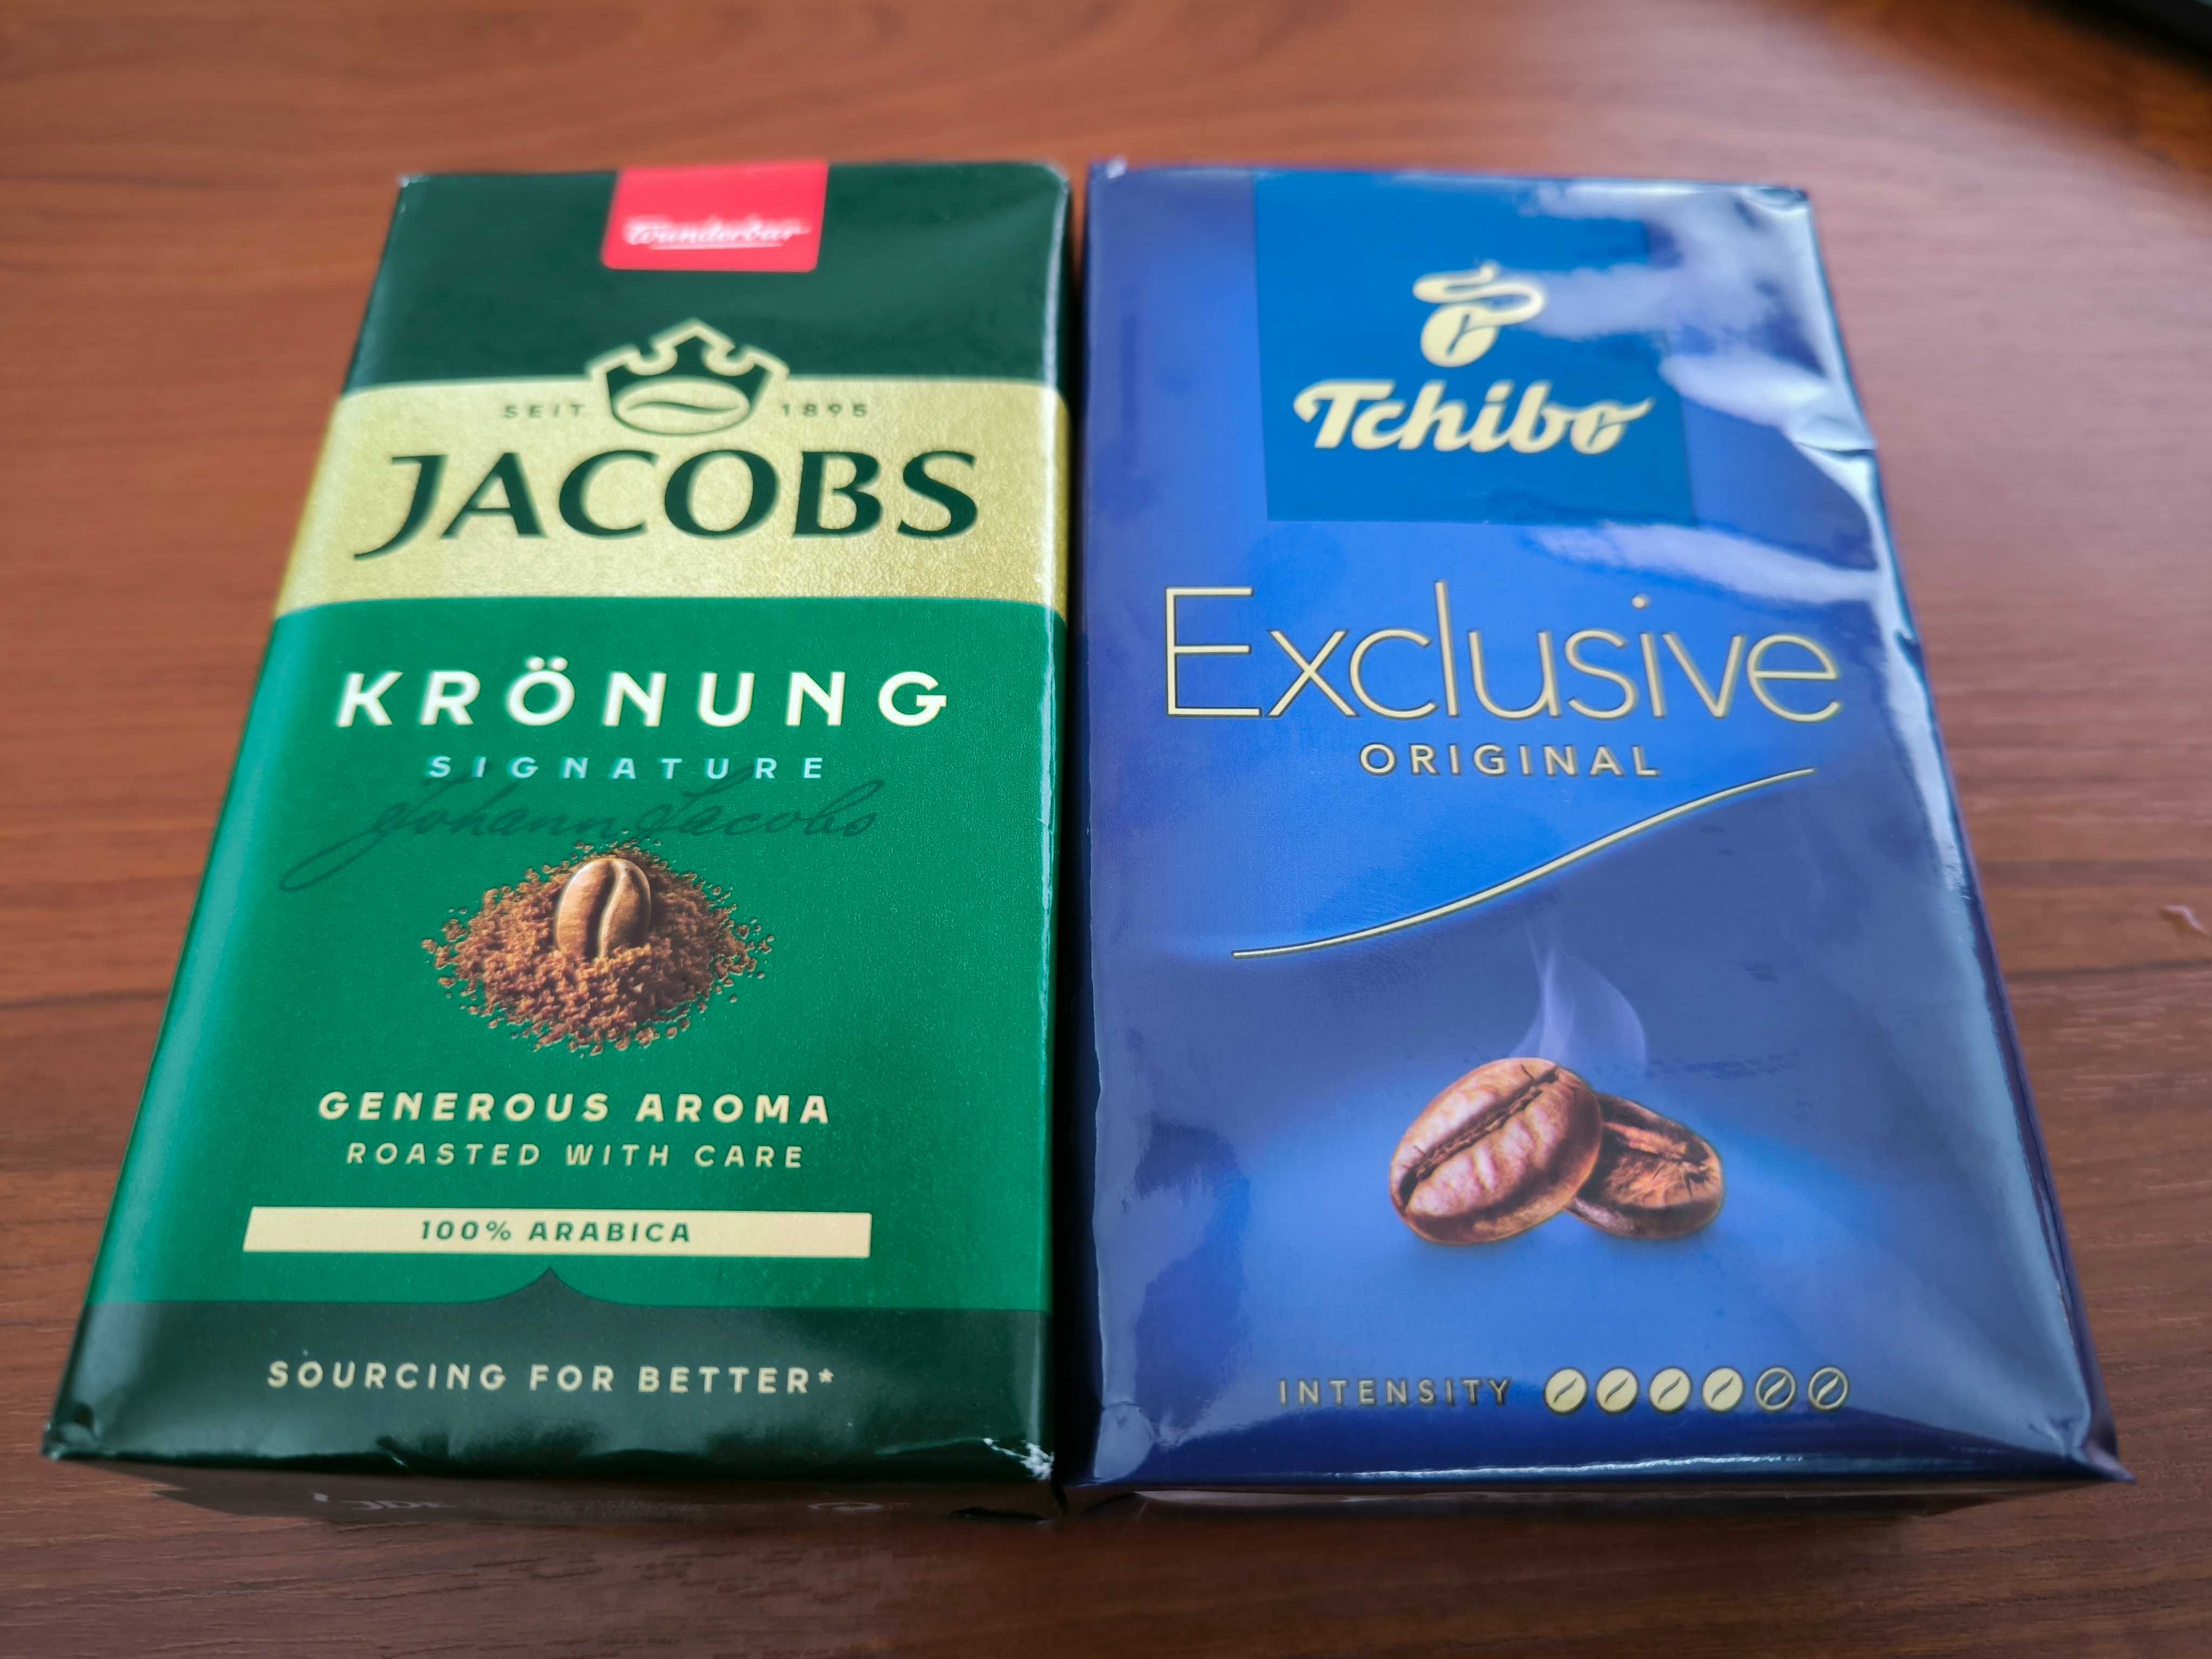 Wunderbar
SEIT 1895
JACOBS
KRÖNUNG
SIGNATURE
Johann Jacobs
GENEROUS AROMA
ROASTED WITH CARE
100% ARABICA
SOURCING FOR BETTER*
Tchibo
Exclusive
ORIGINAL
INTENSITY